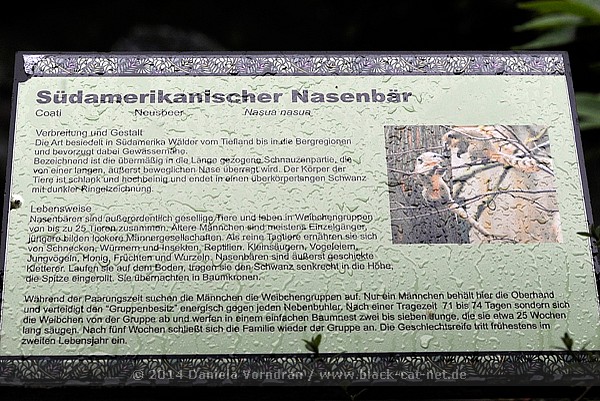 Südamerikanischer Nasenbär
Coati Neusbeer Nasua nasua
Verbreitung und Gestalt
Die Art besiedelt in Südamerika Wälder vom Tiefland bis in die Bergregionen
und bevorzugt dabei Gewässernähe.
Bezeichnend ist die übermäßig in die Länge gezogene Schnauzenpartie, die
von einer langen, äußerst beweglichen Nase überragt wird. Der Körper der
Tiere ist schlank und hochbeinig und endet in einen überkörperlangen Schwanz
mit dunkler Ringelzeichnung.
Lebensweise
Nasenbären sind außerordentlich gesellige Tiere und leben in Weibchengruppen
von bis zu 25 Tieren zusammen. Ältere Männchen sind meistens Einzelgänger,
jüngere bilden lockere Männergesellschaften. Als reine Tagtiere ernähren sie sich
von Schnecken, Würmern und Insekten, Reptilien, Kleinsäugern, Vogeleiern,
Jungvögeln, Honig, Früchten und Wurzeln. Nasenbären sind äußerst geschickte
Kletterer. Laufen sie auf dem Boden, tragen sie den Schwanz senkrecht in die Höhe,
die Spitze eingerollt. Sie übernachten in Baumkronen.
Während der Paarungszeit suchen die Männchen die Weibchengruppen auf. Nur ein Männchen behält hier die Oberhand
und verteidigt den "Gruppenbesitz" energisch gegen jeden Nebenbuhler. Nach einer Tragezeit 71 bis 74 Tagen sondern sich
die Weibchen von der Gruppe ab und werfen in einem einfachen Baumnest zwei bis sieben Junge, die sie etwa 25 Wochen
lang säugen. Nach fünf Wochen schließt sich die Familie wieder der Gruppe an. Die Geschlechtsreife tritt frühestens im
zweiten Lebensjahr ein.
© 2014 Daniela Vorndran / www.black-cat-net.de